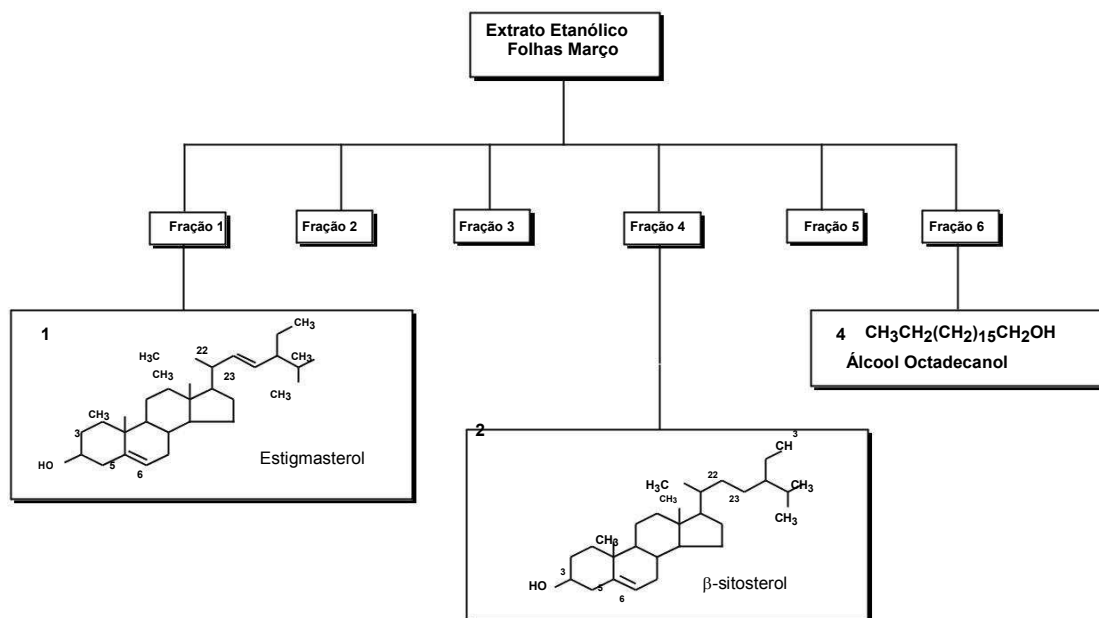 Extrato Etanólico
Folhas Março
Fração 1
Fração 2
Fração 3
Fração 4
Fração 5
Fração 6
1
CH3
22
H3C
CH3
23
CH3
CH3
CH3
3
HO
5
6
Estigmasterol
4 CH3CH2(CH2)15CH2OH
Álcool Octadecanol
2
CH3
22
H3C
23
CH3
CH3
CH3
CH3
3
HO
5
6
β-sitosterol